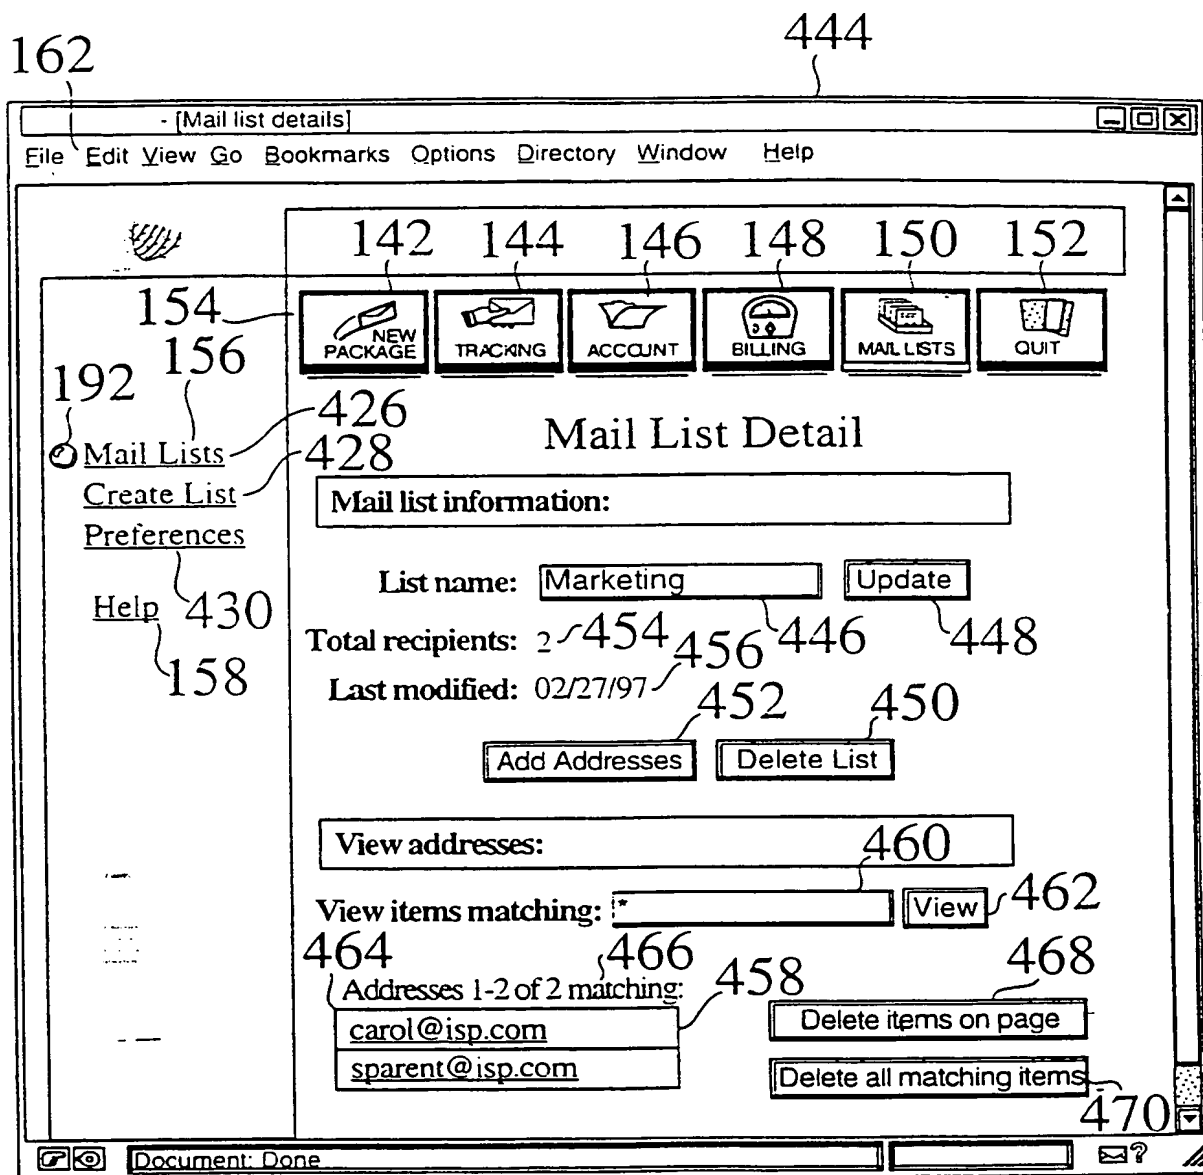 444
162
- [Mail list details]
File Edit View Go Bookmarks Options Directory Window Help
142 144 146 148 150 152
154
NEW PACKAGE TRACKING ACCOUNT BILLING MAIL LISTS QUIT
156
192
426
Mail Lists
Mail List Detail
428
Create List
Mail list information:
Preferences
List name: Marketing Update
Help 430
Total recipients: 2 454 446 448
158
Last modified: 02/27/97 456
452 450
Add Addresses Delete List
View addresses: 460
View items matching: * View 462
464 466 468
Addresses 1-2 of 2 matching: 458
carol@isp.com Delete items on page
sparent@isp.com Delete all matching items
470
Document: Done ?